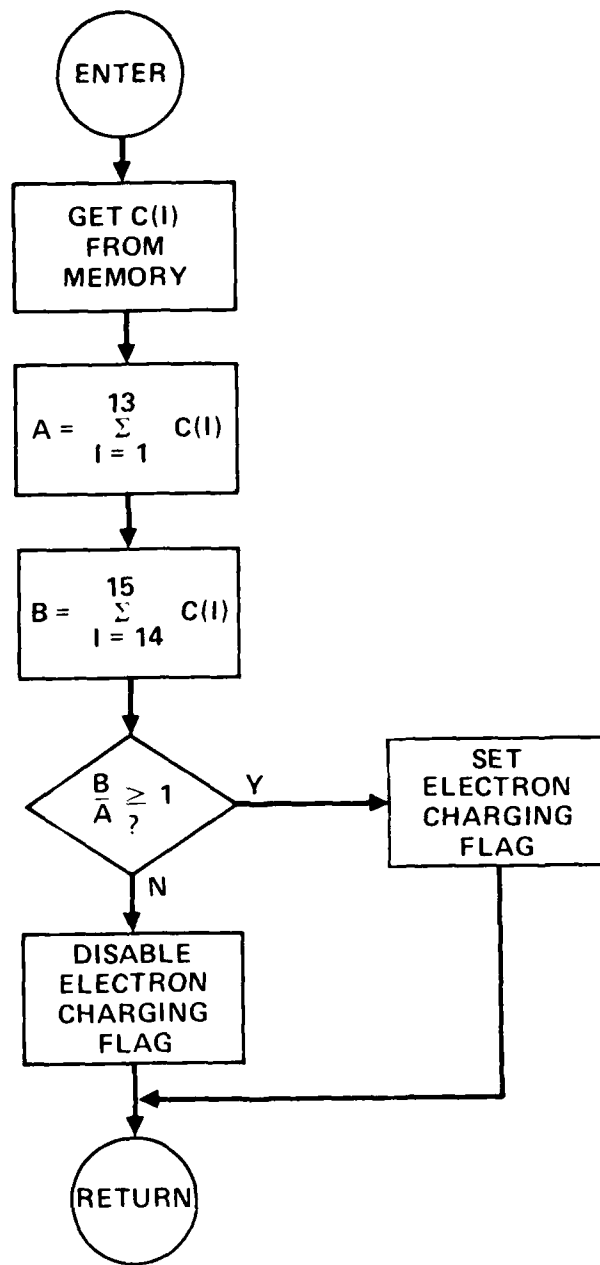 ENTER
GET C(I)
FROM
MEMORY
13
A = Σ C(I)
I = 1
15
B = Σ C(I)
I = 14
B
A ≥ 1
?
Y
SET
ELECTRON
CHARGING
FLAG
N
DISABLE
ELECTRON
CHARGING
FLAG
RETURN